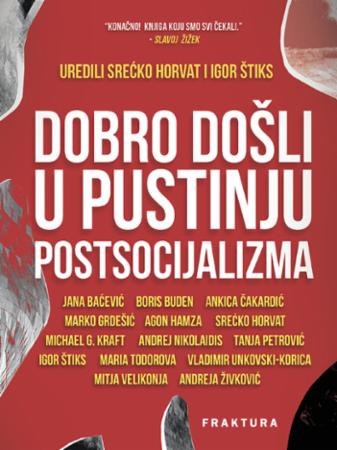 "KONAČNO! KNJIGA KOJU SMO SVI ČEKALI."
- SLAVOJ ŽIŽEK
UREDILI SREĆKO HORVAT I IGOR ŠTIKS
DOBRO DOŠLI
U PUSTINJU
POSTSOCIJALIZMA
JANA BAĆEVIĆ BORIS BUDEN ANKICA ČAKARDIĆ
MARKO GRDEŠIĆ AGON HAMZA SREĆKO HORVAT
MICHAEL G. KRAFT ANDREJ NIKOLAIDIS TANJA PETROVIĆ
IGOR ŠTIKS MARIA TODOROVA VLADIMIR UNKOVSKI-KORICA
MITJA VELIKONJA ANDREJA ŽIVKOVIĆ
FRAKTURA